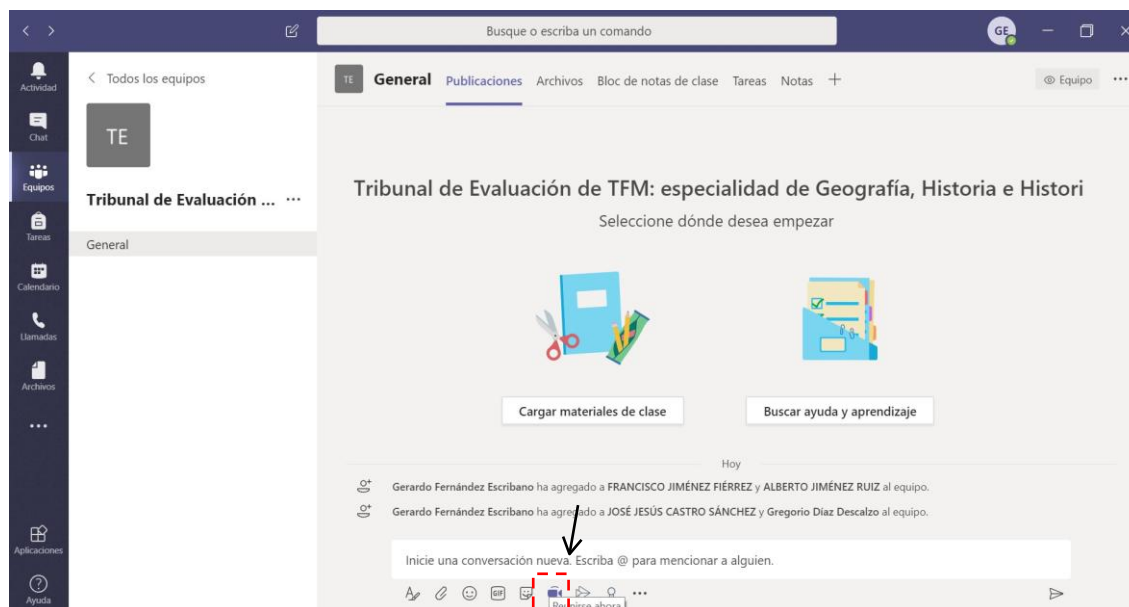 Busque o escriba un comando
GE
Actividad
Chat
Equipos
Tareas
Calendario
Llamadas
Archivos
Aplicaciones
Ayuda
Todos los equipos
TE
Tribunal de Evaluación ... ...
General
TE General Publicaciones Archivos Bloc de notas de clase Tareas Notas + Equipo ...
Tribunal de Evaluación de TFM: especialidad de Geografía, Historia e Histori
Seleccione dónde desea empezar
Cargar materiales de clase Buscar ayuda y aprendizaje
Hoy
Gerardo Fernández Escribano ha agregado a FRANCISCO JIMÉNEZ FIÉRREZ y ALBERTO JIMÉNEZ RUIZ al equipo.
Gerardo Fernández Escribano ha agregado a JOSÉ JESÚS CASTRO SÁNCHEZ y Gregorio Díaz Descalzo al equipo.
Inicie una conversación nueva. Escriba @ para mencionar a alguien.
GIF
Reunirse ahora